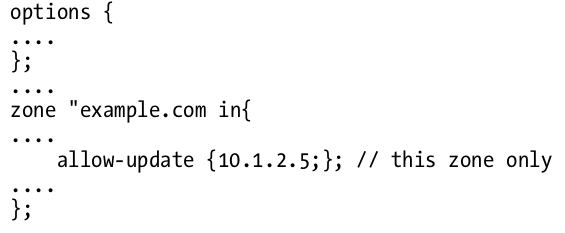 options {
....
};
....
zone "example.com in{
....
    allow-update {10.1.2.5;}; // this zone only
....
};